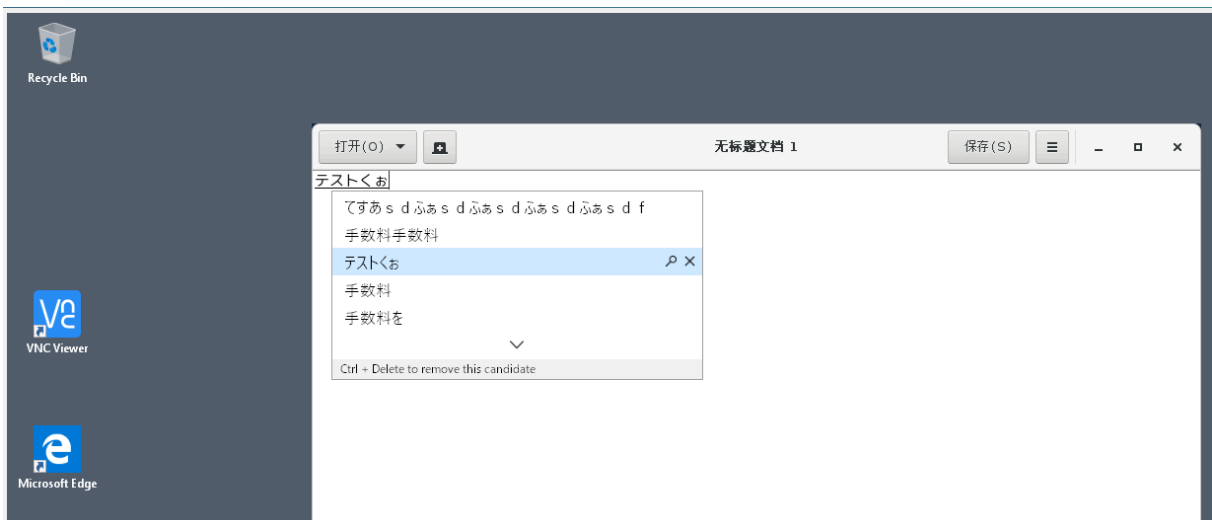 Recycle Bin
打开(O)
无标题文档 1
保存(S)
テストくぉ
てすあｓｄふぁｓｄふぁｓｄふぁｓｄふぁｓｄｆ
手数料手数料
テストくぉ
手数料
手数料を
Ctrl + Delete to remove this candidate
VNC Viewer
Microsoft Edge